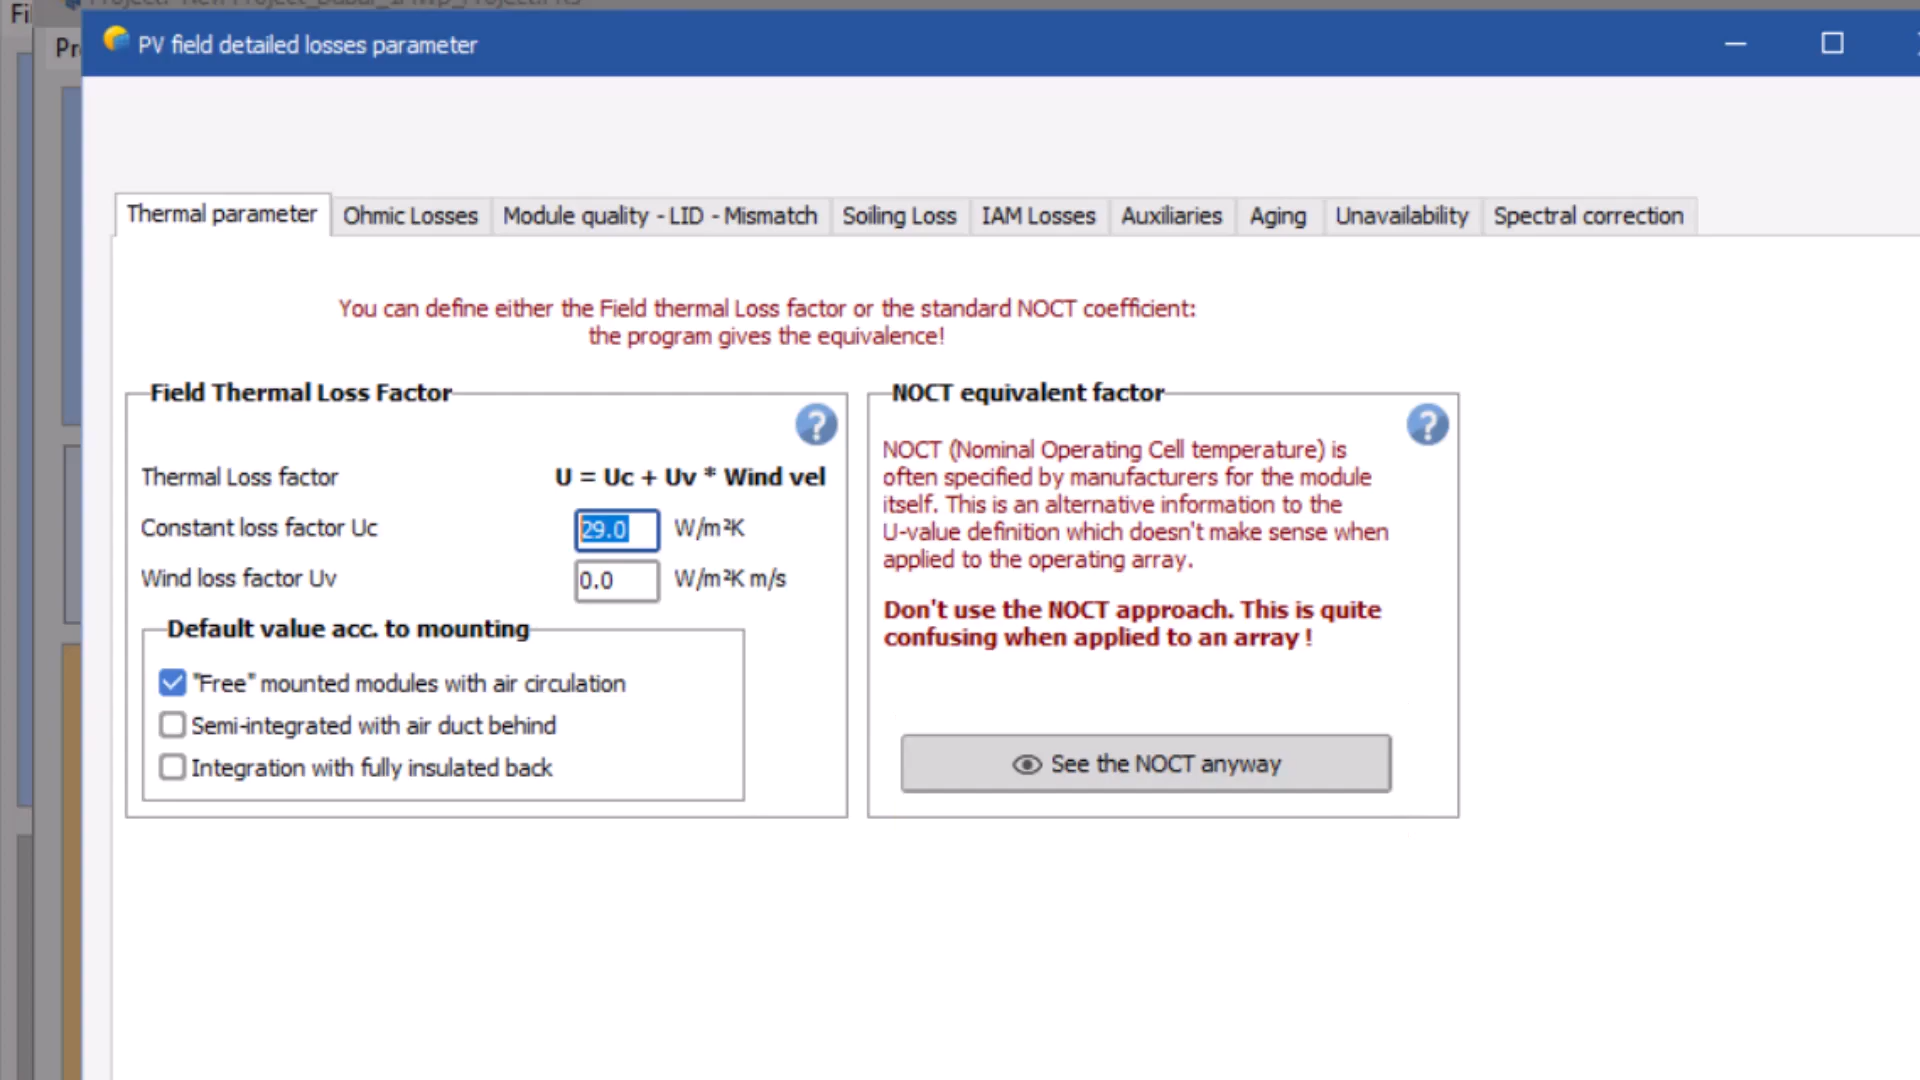 Fi
Pr
PV field detailed losses parameter
Thermal parameter
Ohmic Losses
Module quality - LID - Mismatch
Soiling Loss
IAM Losses
Auxiliaries
Aging
Unavailability
Spectral correction
You can define either the Field thermal Loss factor or the standard NOCT coefficient:
the program gives the equivalence!
Field Thermal Loss Factor
Thermal Loss factor
U = Uc + Uv * Wind vel
Constant loss factor Uc
29.0
W/m²K
Wind loss factor Uv
0.0
W/m²K m/s
Default value acc. to mounting
"Free" mounted modules with air circulation
Semi-integrated with air duct behind
Integration with fully insulated back
NOCT equivalent factor
NOCT (Nominal Operating Cell temperature) is
often specified by manufacturers for the module
itself. This is an alternative information to the
U-value definition which doesn't make sense when
applied to the operating array.
Don't use the NOCT approach. This is quite
confusing when applied to an array !
See the NOCT anyway